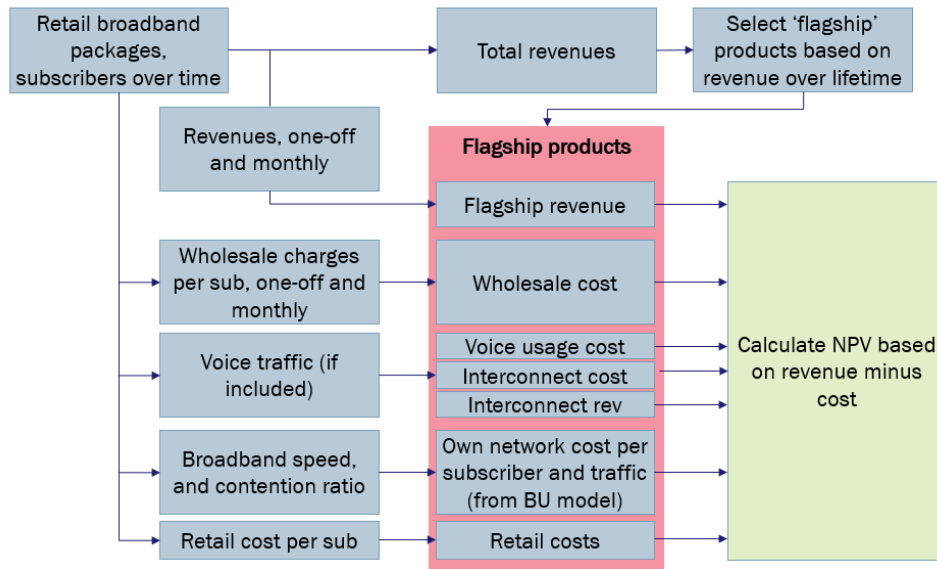 Retail broadband
packages,
subscribers over time
Total revenues
Select ‘flagship’
products based on
revenue over lifetime
Revenues, one-off
and monthly
Flagship products
Flagship revenue
Wholesale charges
per sub, one-off and
monthly
Wholesale cost
Voice traffic (if
included)
Voice usage cost
Interconnect cost
Interconnect rev
Calculate NPV based
on revenue minus
cost
Broadband speed,
and contention ratio
Own network cost per
subscriber and traffic
(from BU model)
Retail cost per sub
Retail costs